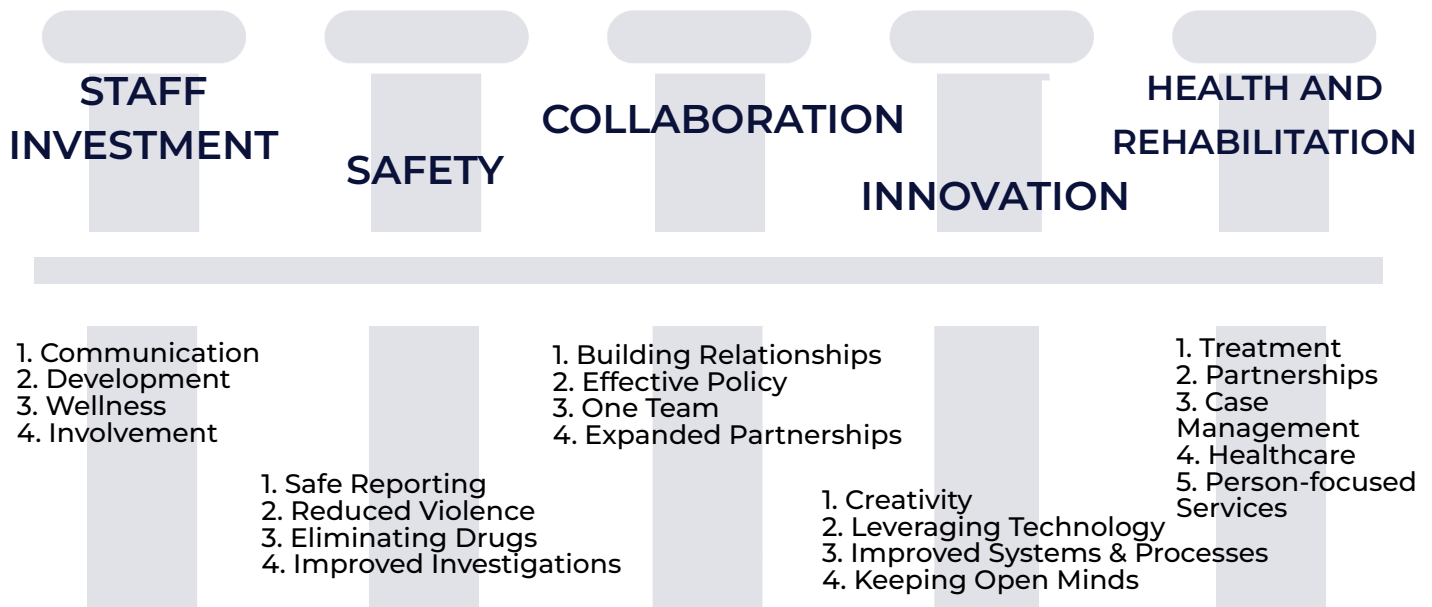 STAFF
INVESTMENT
SAFETY
COLLABORATION
INNOVATION
HEALTH AND
REHABILITATION
1. Communication
2. Development
3. Wellness
4. Involvement
1. Safe Reporting
2. Reduced Violence
3. Eliminating Drugs
4. Improved Investigations
1. Building Relationships
2. Effective Policy
3. One Team
4. Expanded Partnerships
1. Creativity
2. Leveraging Technology
3. Improved Systems & Processes
4. Keeping Open Minds
1. Treatment
2. Partnerships
3. Case
Management
4. Healthcare
5. Person-focused
Services